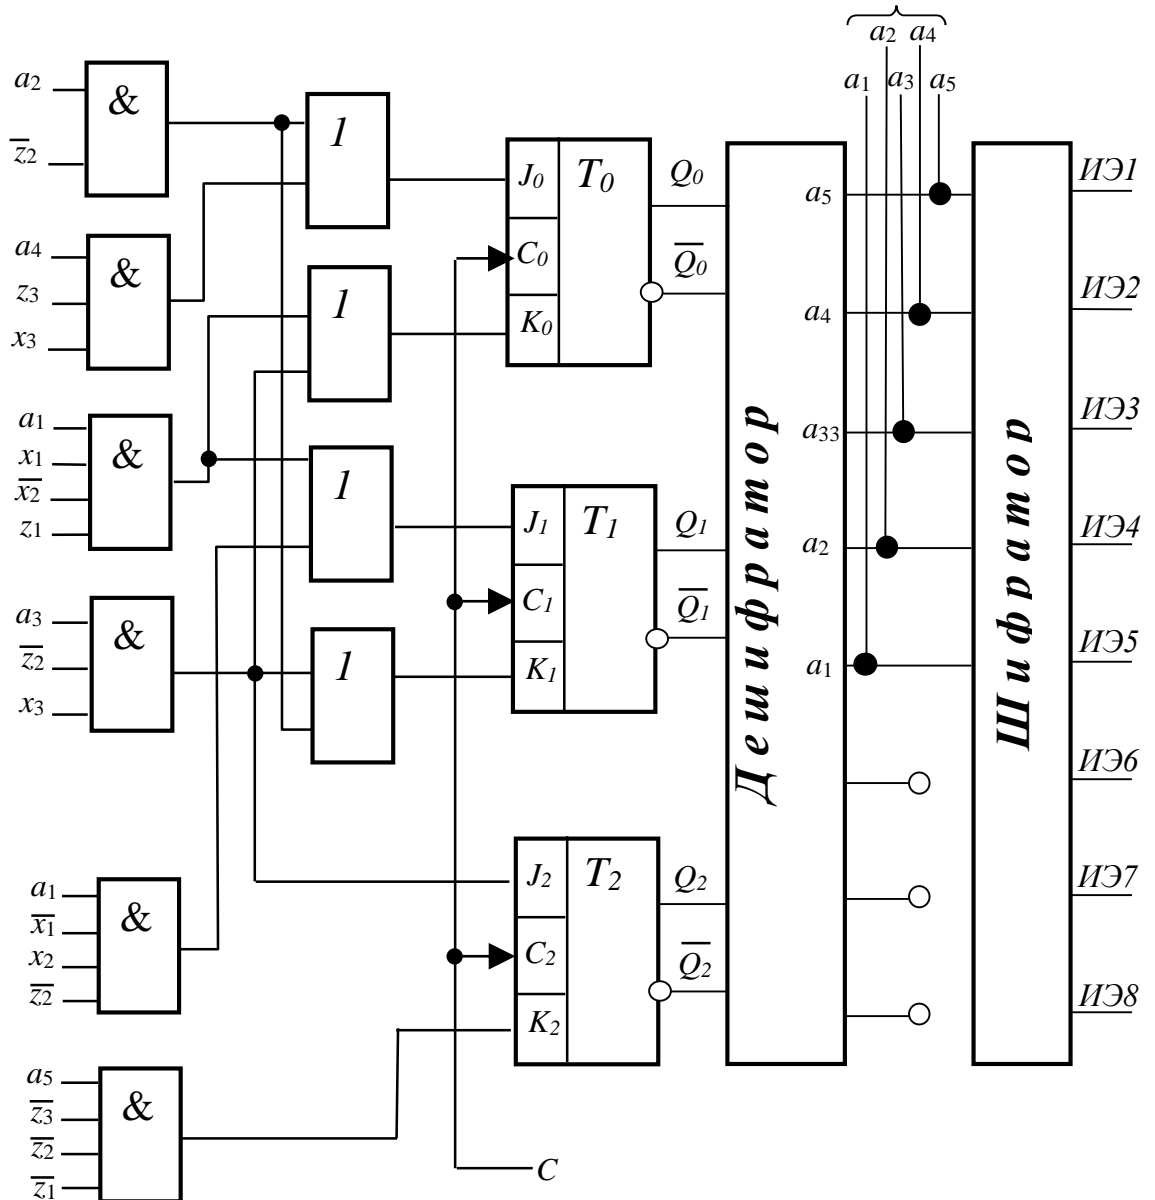 a2
z̅2
&
a4
z3
x3
&
a1
x1
x̅2
z1
&
a3
z̅2
x3
&
a1
x̅1
x2
z̅2
&
a5
z̅3
z̅2
z̅1
&
1
1
1
1
J0
C0
K0
T0
J1
C1
K1
T1
J2
C2
K2
T2
C
Q0
Q̅0
Q1
Q̅1
Q2
Q̅2
Дешифратор
a5
a4
a33
a2
a1
a2 a4
a1 a3 a5
Шифратор
ИЭ1
ИЭ2
ИЭ3
ИЭ4
ИЭ5
ИЭ6
ИЭ7
ИЭ8